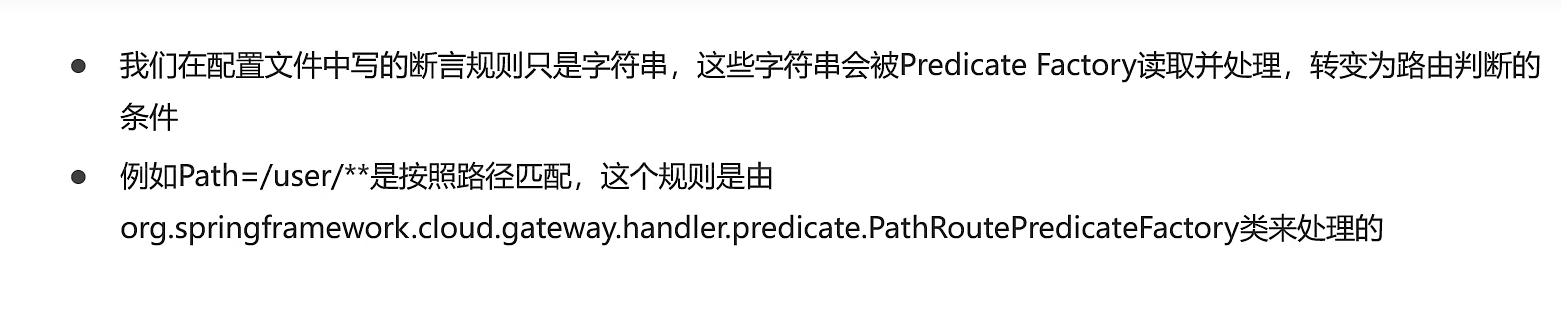 ● 我们在配置文件中写的断言规则只是字符串，这些字符串会被Predicate Factory读取并处理，转变为路由判断的
条件
● 例如Path=/user/**是按照路径匹配，这个规则是由
org.springframework.cloud.gateway.handler.predicate.PathRoutePredicateFactory类来处理的